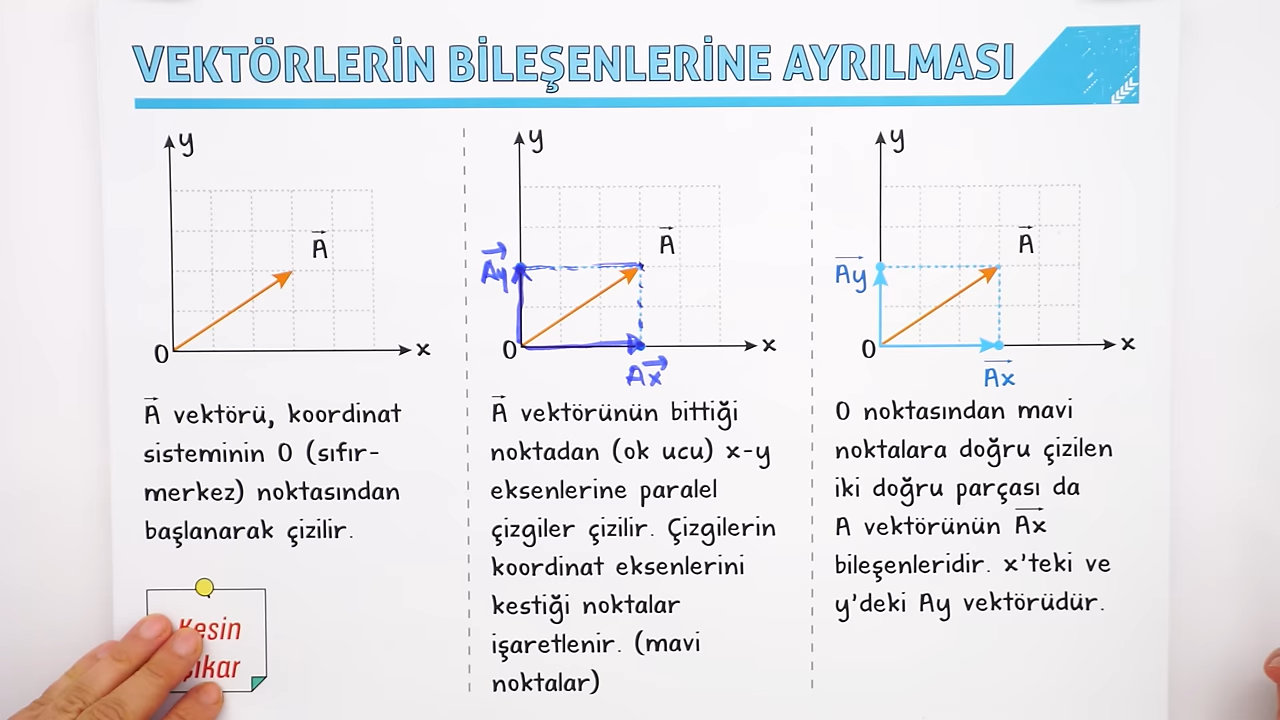 VEKTÖRLERİN BİLEŞENLERİNE AYRILMASI
y
A
0
x
A vektörü, koordinat
sisteminin 0 (sıfır-
merkez) noktasından
başlanarak çizilir.
Kesin
y
Ay
A
0
x
Ax
A vektörünün bittiği
noktadan (ok ucu) x-y
eksenlerine paralel
çizgiler çizilir. Çizgilerin
koordinat eksenlerini
kestiği noktalar
işaretlenir. (mavi
noktalar)
y
Ay
A
0
x
Ax
0 noktasından mavi
noktalara doğru çizilen
iki doğru parçası da
A vektörünün Ax
bileşenleridir. x'teki ve
y'deki Ay vektörüdür.